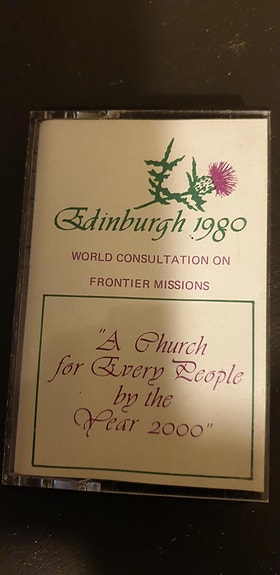 Edinburgh 1980
WORLD CONSULTATION ON
FRONTIER MISSIONS
"A Church
for Every People
by the
Year 2000"